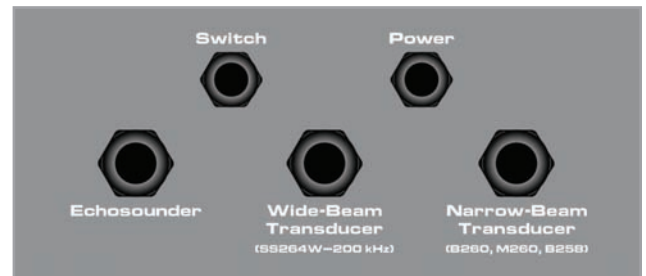 Switch
Power
Echosounder
Wide-Beam
Transducer
(SS264W–200 kHz)
Narrow-Beam
Transducer
(B260, M260, B258)